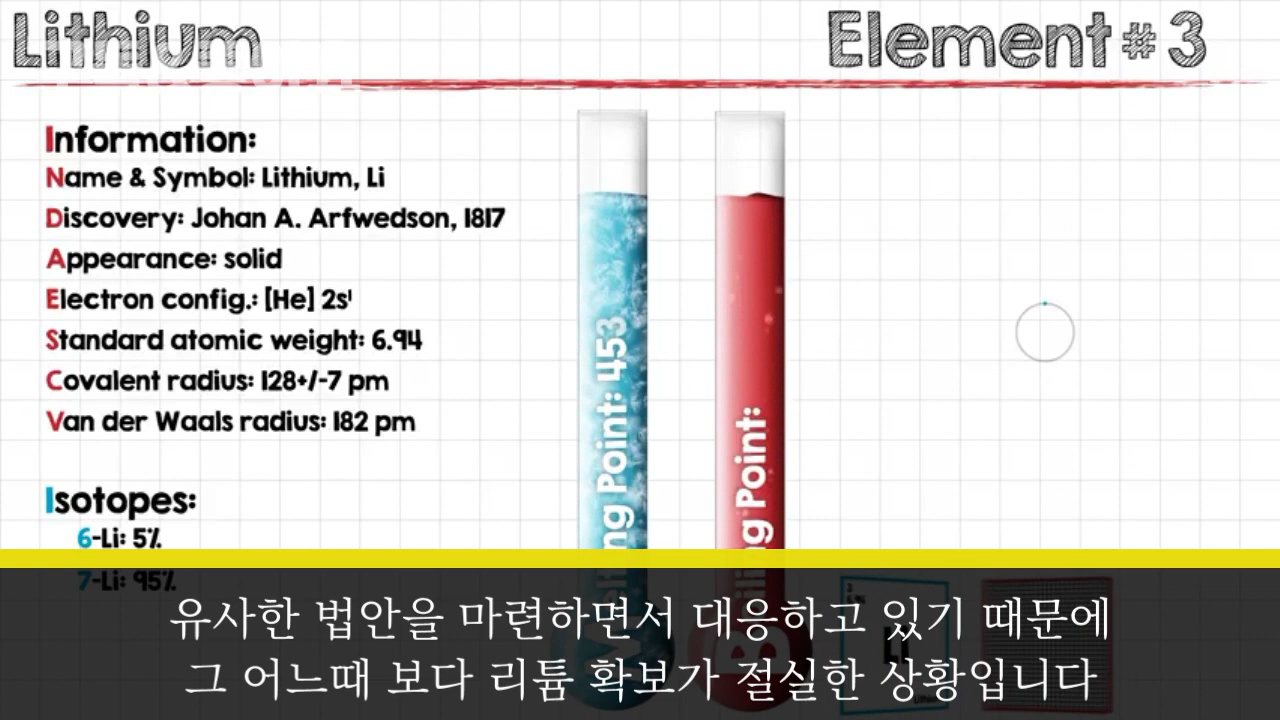 Lithium
Element #3
Information:
Name & Symbol: Lithium, Li
Discovery: Johan A. Arfwedson, 1817
Appearance: solid
Electron config.: [He] 2s¹
Standard atomic weight: 6.94
Covalent radius: 128+/-7 pm
Van der Waals radius: 182 pm
Isotopes:
6-Li: 5%
7-Li: 95%
Melting Point: 453
Boiling Point:
Li
유사한 법안을 마련하면서 대응하고 있기 때문에
그 어느때 보다 리튬 확보가 절실한 상황입니다